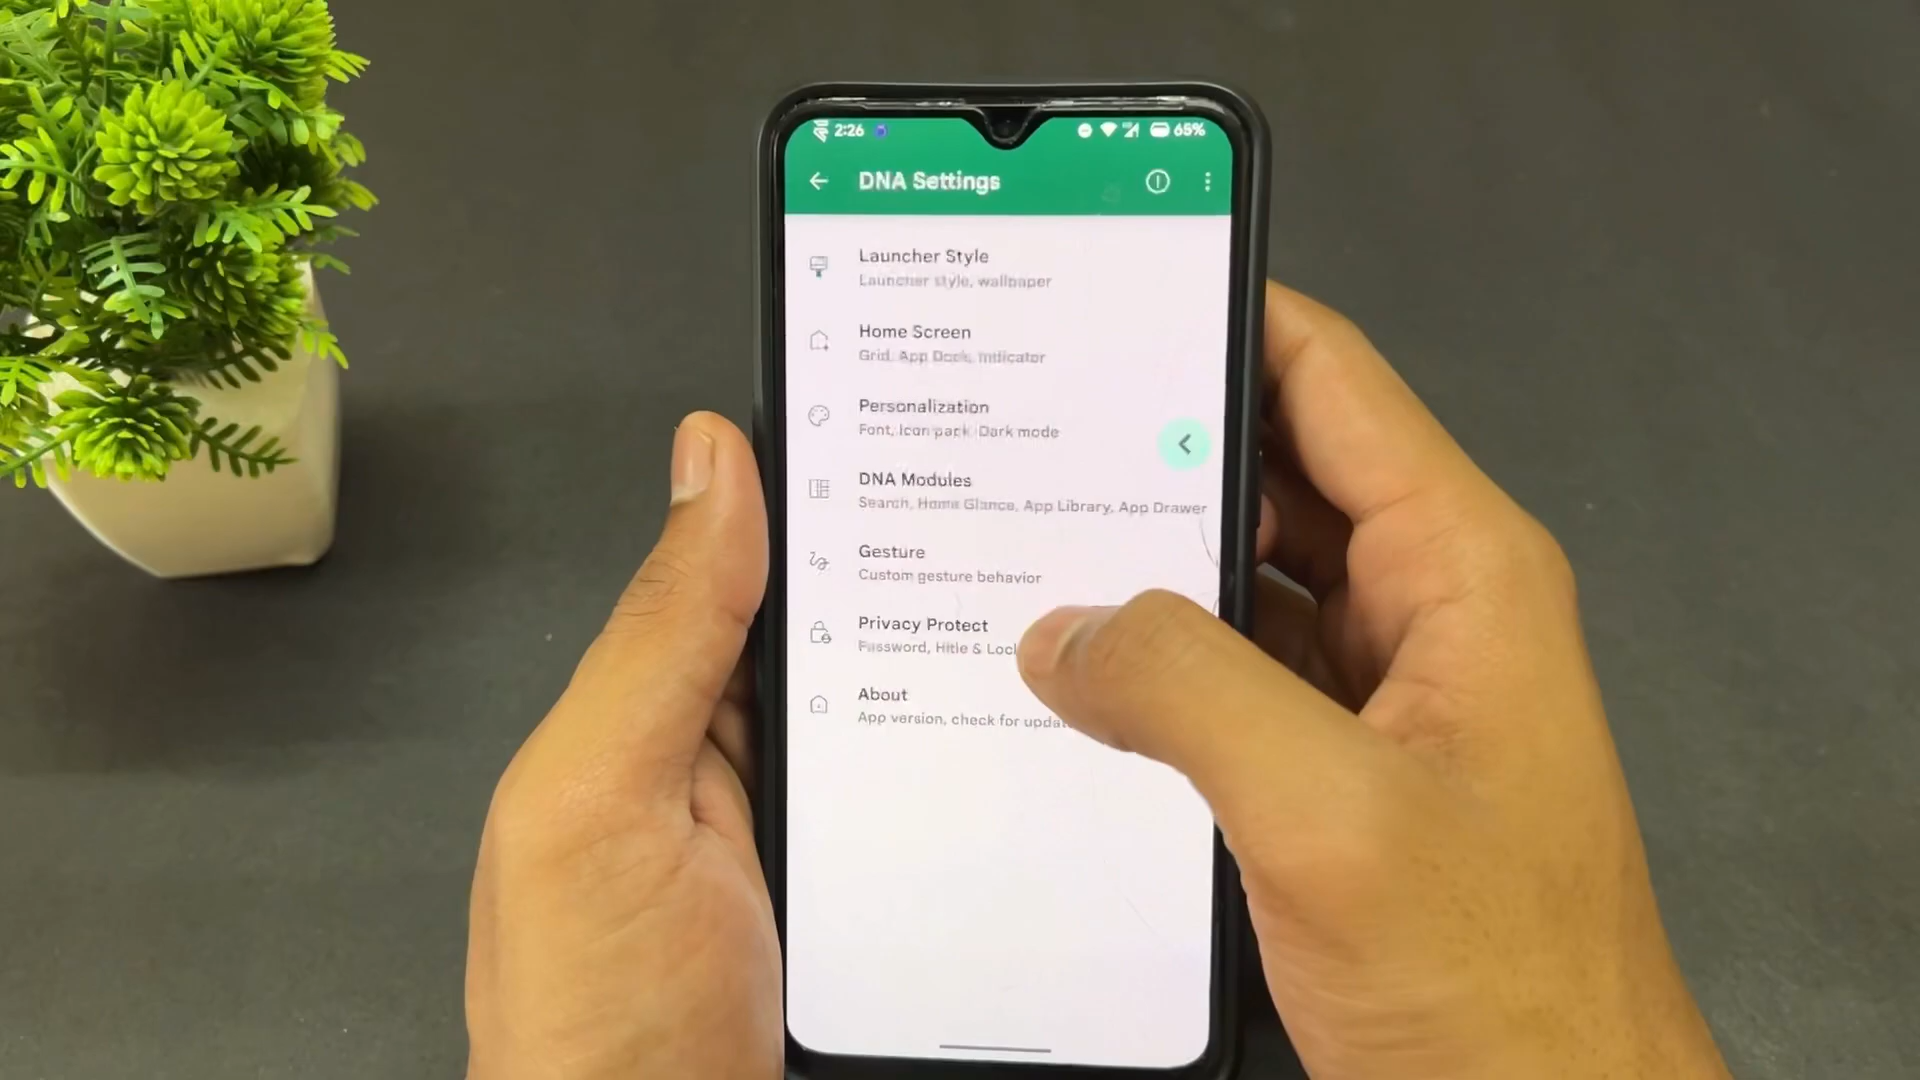 2:26
65%
DNA Settings
Launcher Style
Launcher style, wallpaper
Home Screen
Grid, App Dock, Indicator
Personalization
Font, Icon pack, Dark mode
DNA Modules
Search, Home Glance, App Library, App Drawer
Gesture
Custom gesture behavior
Privacy Protect
Password, Hide & Loc
About
App version, check for updat